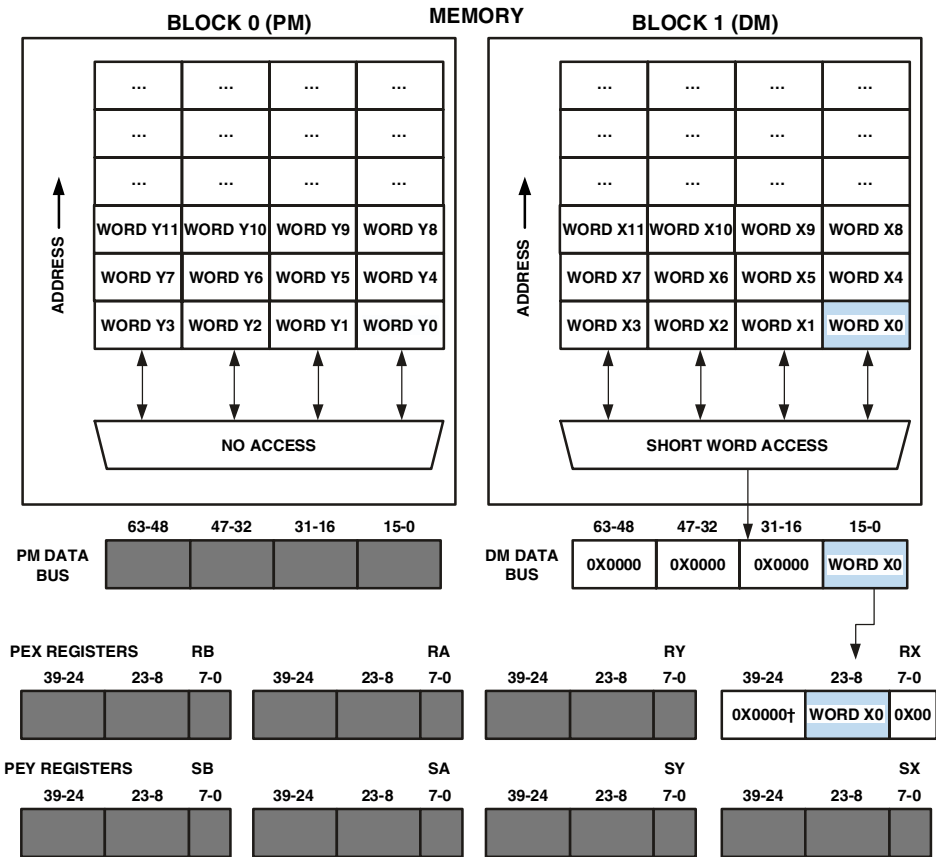 MEMORY
BLOCK 0 (PM)
BLOCK 1 (DM)
... ... ... ...
... ... ... ...
... ... ... ...
WORD Y11 WORD Y10 WORD Y9 WORD Y8
WORD Y7 WORD Y6 WORD Y5 WORD Y4
WORD Y3 WORD Y2 WORD Y1 WORD Y0
ADDRESS
NO ACCESS
... ... ... ...
... ... ... ...
... ... ... ...
WORD X11 WORD X10 WORD X9 WORD X8
WORD X7 WORD X6 WORD X5 WORD X4
WORD X3 WORD X2 WORD X1 WORD X0
ADDRESS
SHORT WORD ACCESS
63-48 47-32 31-16 15-0
PM DATA
BUS
63-48 47-32 31-16 15-0
DM DATA
BUS
0X0000 0X0000 0X0000 WORD X0
PEX REGISTERS RB RA RY RX
39-24 23-8 7-0 39-24 23-8 7-0 39-24 23-8 7-0 39-24 23-8 7-0
0X0000† WORD X0 0X00
PEY REGISTERS SB SA SY SX
39-24 23-8 7-0 39-24 23-8 7-0 39-24 23-8 7-0 39-24 23-8 7-0